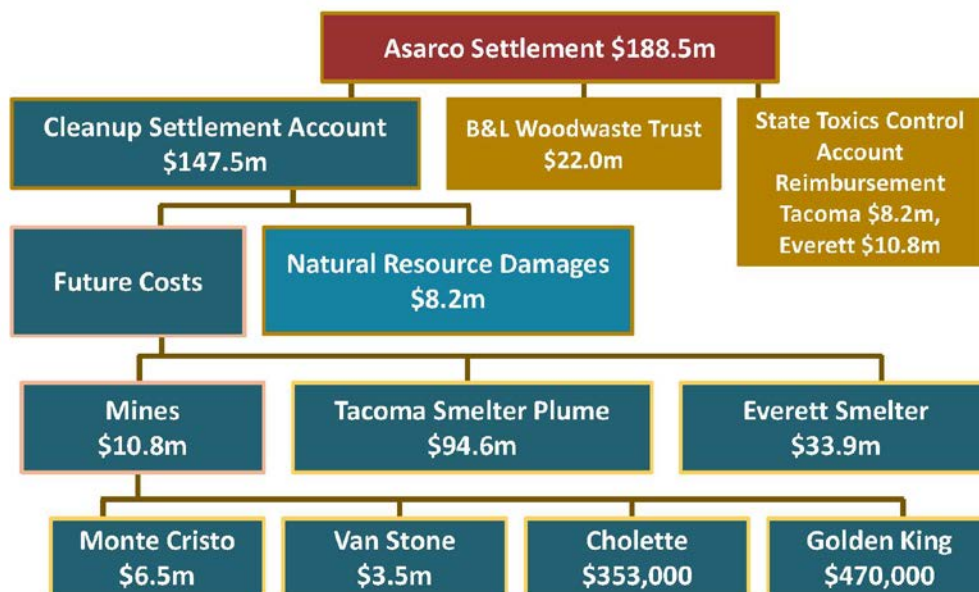 Asarco Settlement $188.5m
Cleanup Settlement Account
$147.5m
B&L Woodwaste Trust
$22.0m
State Toxics Control
Account
Reimbursement
Tacoma $8.2m,
Everett $10.8m
Future Costs
Natural Resource Damages
$8.2m
Mines
$10.8m
Tacoma Smelter Plume
$94.6m
Everett Smelter
$33.9m
Monte Cristo
$6.5m
Van Stone
$3.5m
Cholette
$353,000
Golden King
$470,000